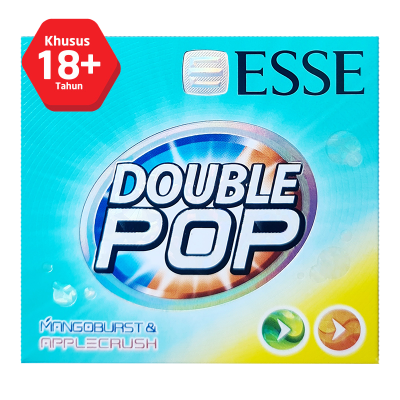 Khusus
18+
Tahun
ESSE
DOUBLE
POP
MANGOBURST &
APPLECRUSH